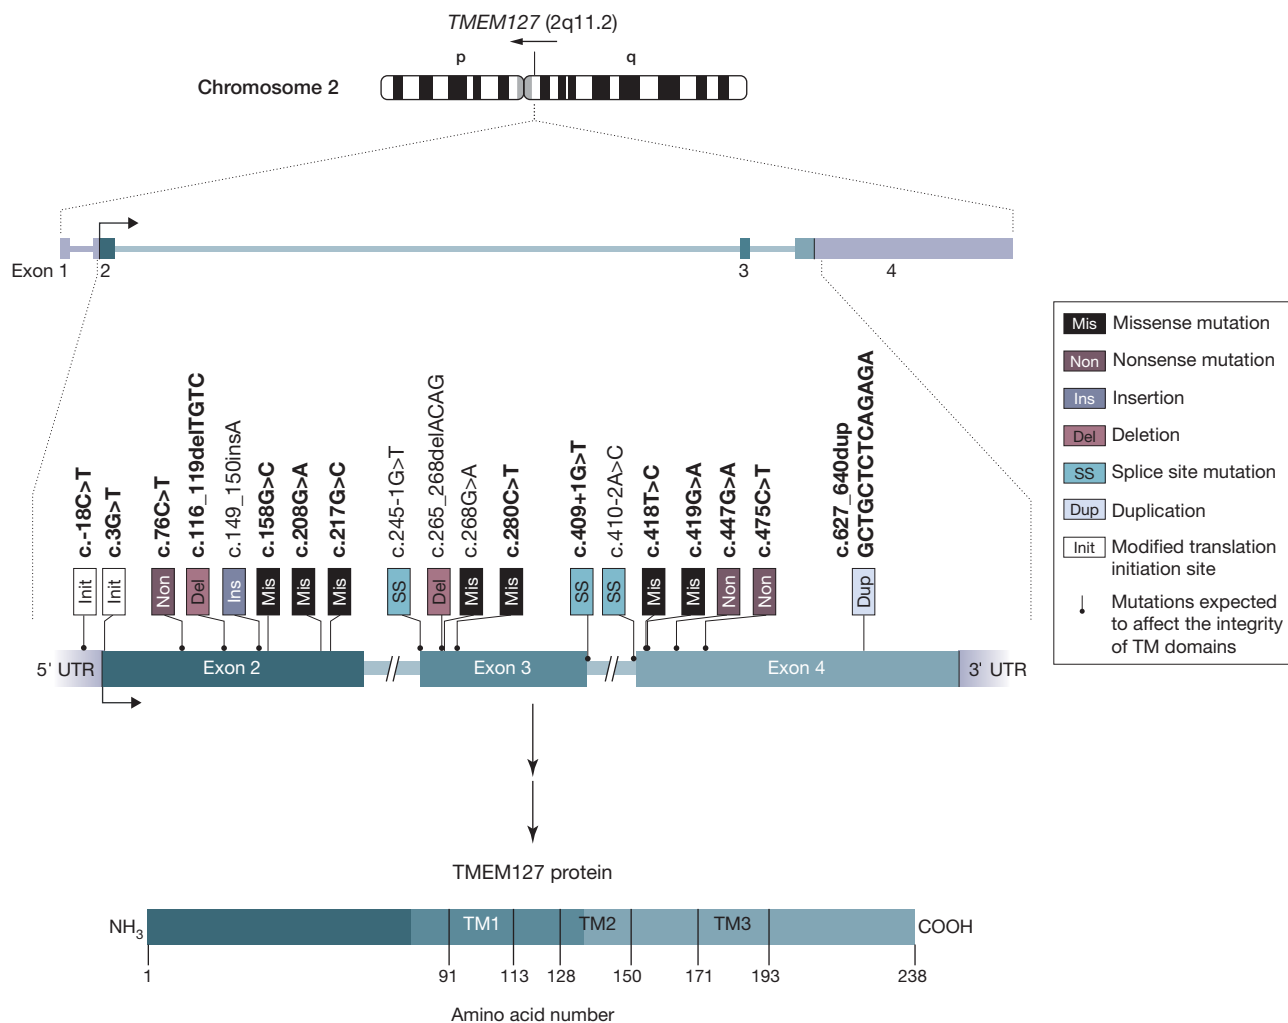 TMEM127 (2q11.2)
p
q
Chromosome 2
Exon 1
2
3
4
Mis Missense mutation
Non Nonsense mutation
Ins Insertion
Del Deletion
SS Splice site mutation
Dup Duplication
Init Modified translation
initiation site
Mutations expected
to affect the integrity
of TM domains
c.-18C>T
c.3G>T
c.76C>T
c.116_119delTGTC
c.149_150insA
c.158G>C
c.208G>A
c.217G>C
c.245-1G>T
c.265_268delACAG
c.268G>A
c.280C>T
c.409+1G>T
c.410-2A>C
c.418T>C
c.419G>A
c.447G>A
c.475C>T
c.627_640dup
GCTGCTCTCAGAGA
Init
Init
Non
Del
Ins
Mis
Mis
Mis
SS
Del
Mis
Mis
SS
SS
Mis
Mis
Non
Non
Dup
5' UTR
Exon 2
Exon 3
Exon 4
3' UTR
TMEM127 protein
NH3
TM1
TM2
TM3
COOH
1
91
113
128
150
171
193
238
Amino acid number